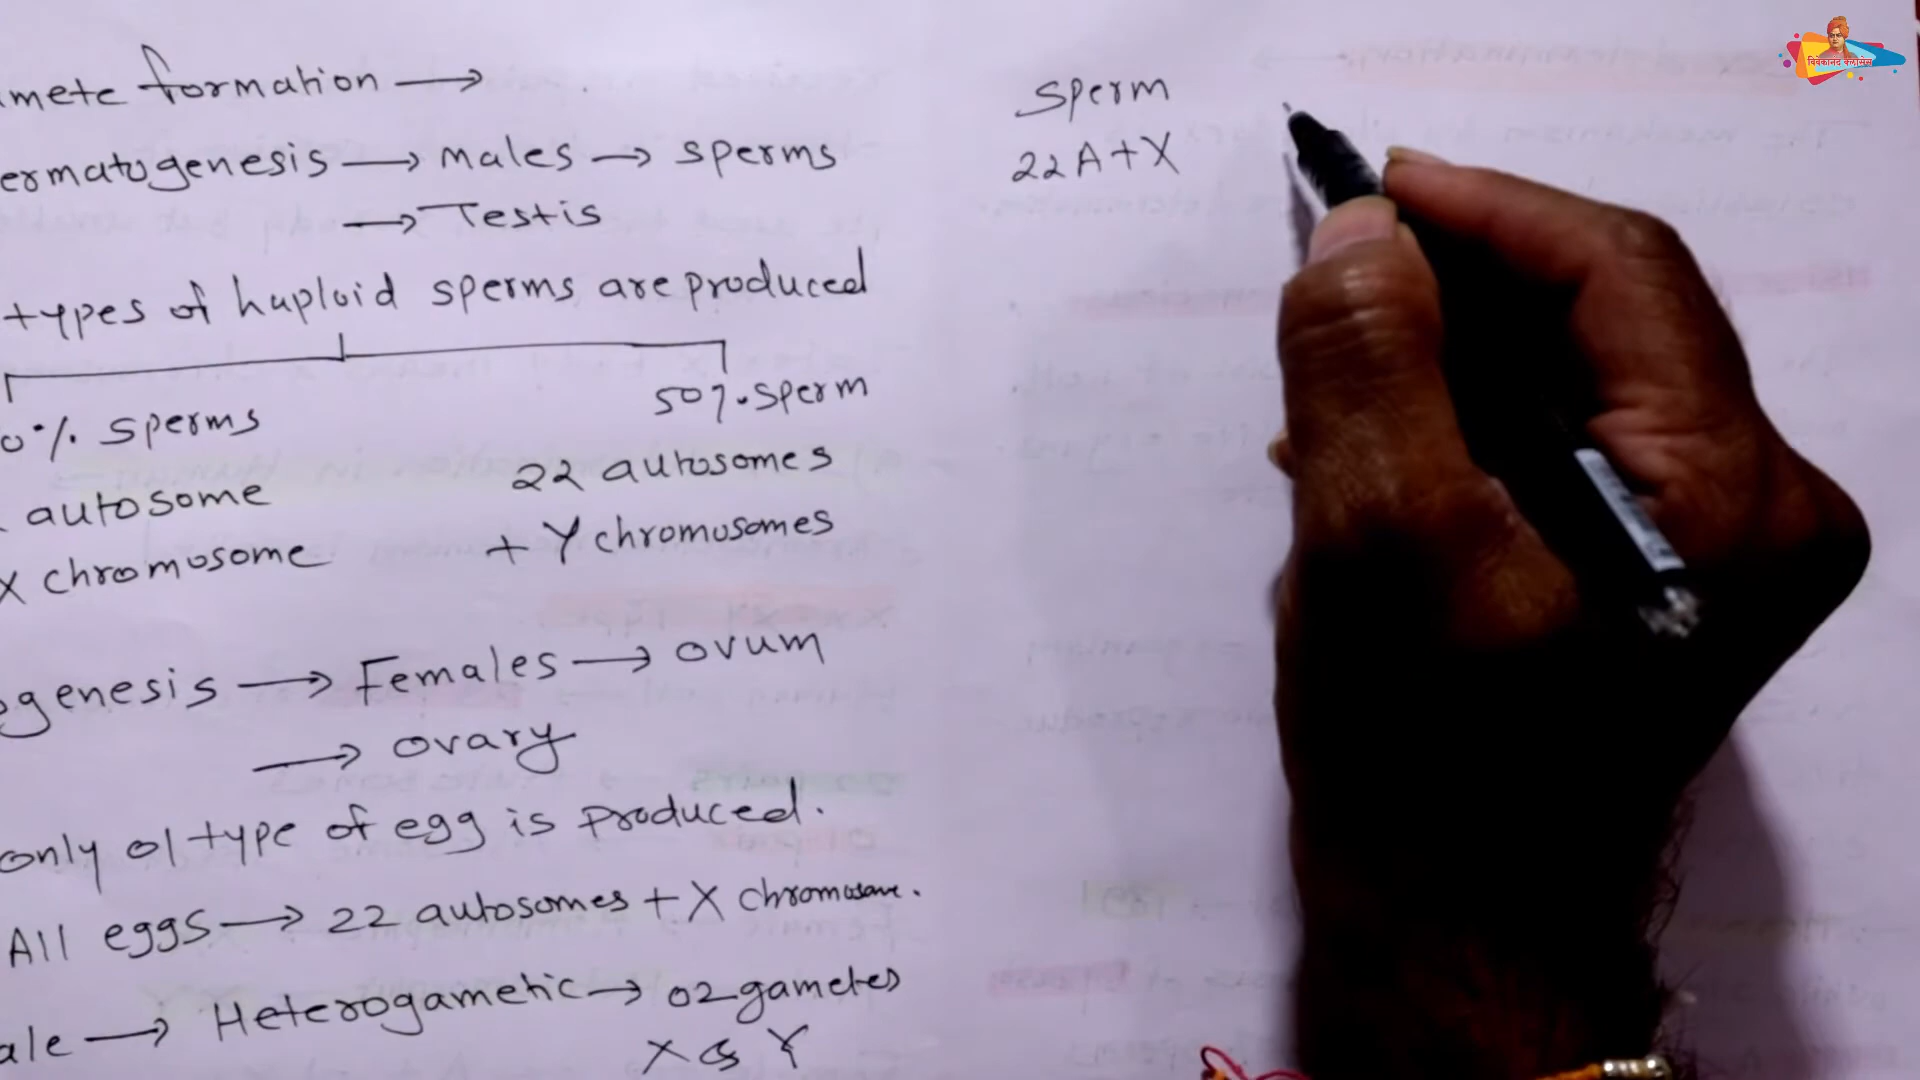 mete formation →
ermatogenesis → males → sperms
→ Testis
types of haploid sperms are produced
0% sperms
50% sperm
autosome
22 autosomes
X chromosome
+ Y chromosomes
genesis → Females → ovum
→ ovary
only 01 type of egg is produced.
All eggs → 22 autosomes + X chromosome.
ale → Heterogametic → 02 gametes
X & Y
Sperm
22A+X
विवेकानंद क्लासेस